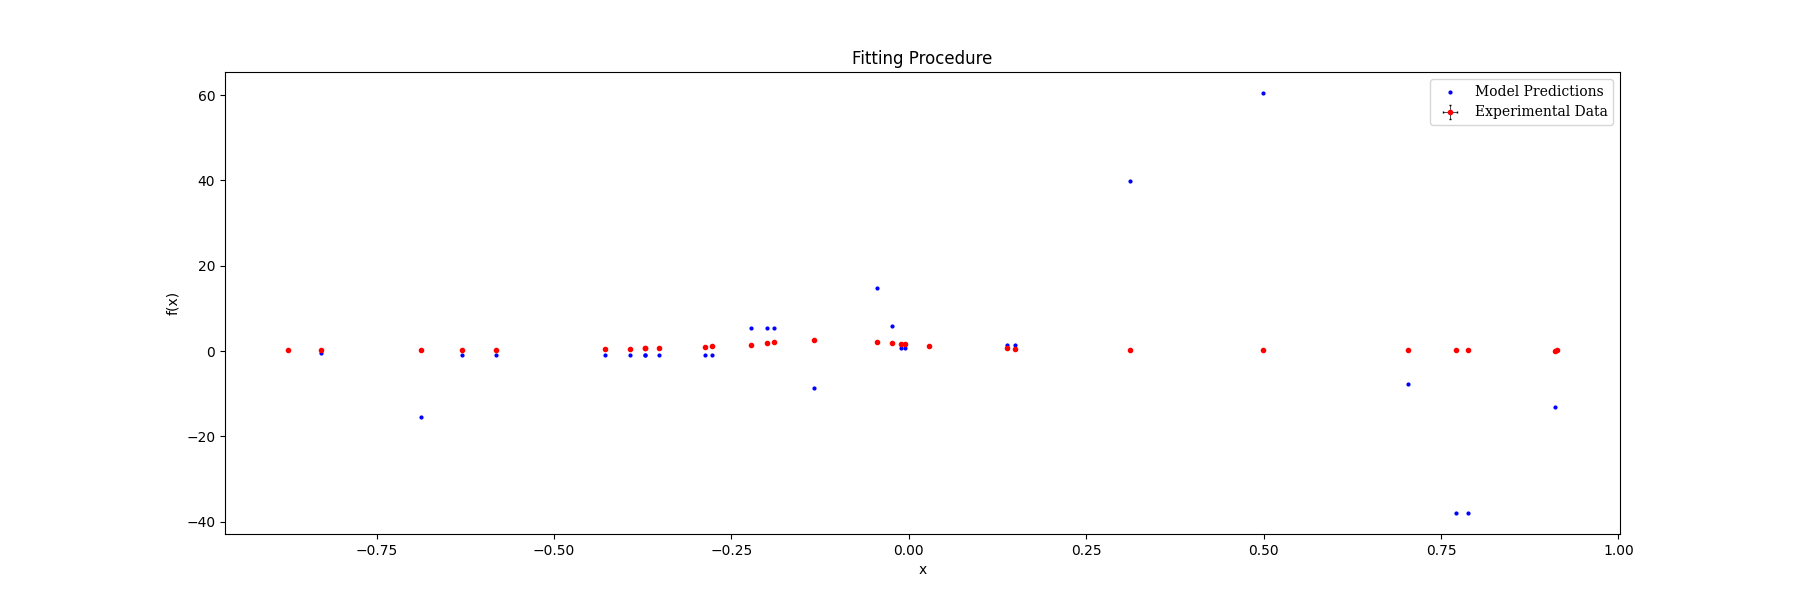 Fitting Procedure
Model Predictions
Experimental Data
60
40
20
0
−20
−40
f(x)
−0.75
−0.50
−0.25
0.00
0.25
0.50
0.75
1.00
x